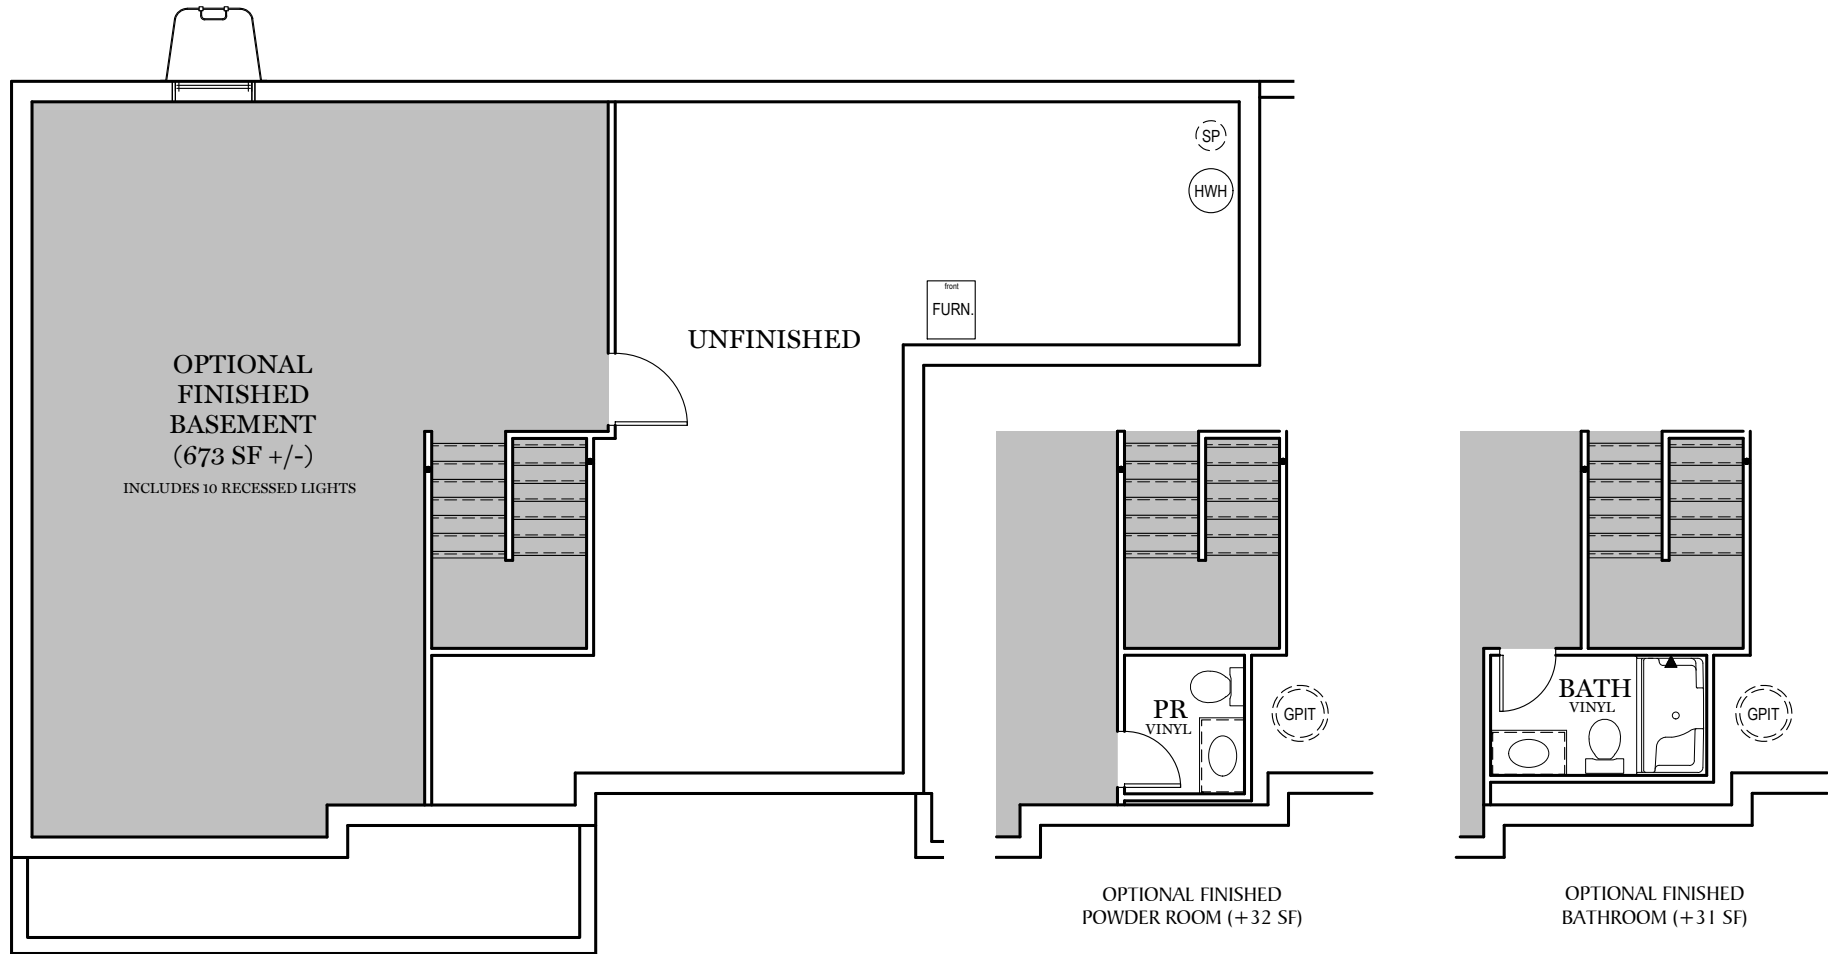 SP
HWH
front
FURN.
UNFINISHED
OPTIONAL
FINISHED
BASEMENT
(673 SF +/-)
INCLUDES 10 RECESSED LIGHTS
PR
VINYL
GPIT
OPTIONAL FINISHED
POWDER ROOM (+32 SF)
BATH
VINYL
GPIT
OPTIONAL FINISHED
BATHROOM (+31 SF)